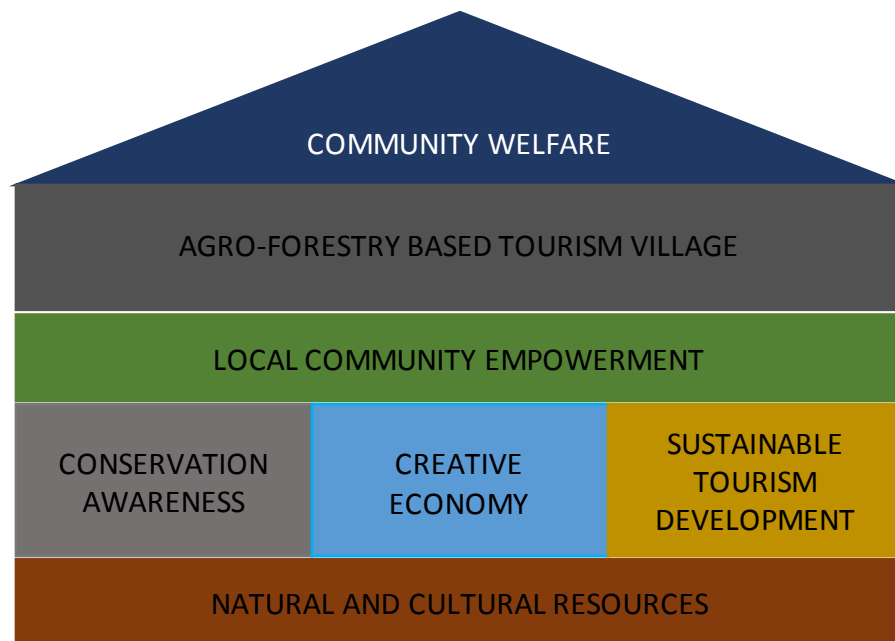 COMMUNITY WELFARE
AGRO-FORESTRY BASED TOURISM VILLAGE
LOCAL COMMUNITY EMPOWERMENT
CONSERVATION
AWARENESS
CREATIVE
ECONOMY
SUSTAINABLE
TOURISM
DEVELOPMENT
NATURAL AND CULTURAL RESOURCES